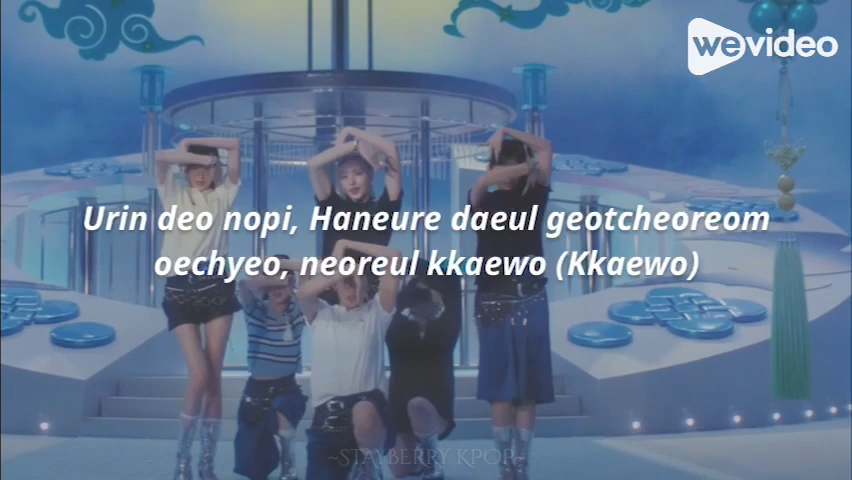 wevideo
Urin deo nopi, Haneure daeul geotcheoreom
oechyeo, neoreul kkaewo (Kkaewo)
~STAYBERRY KPOP~